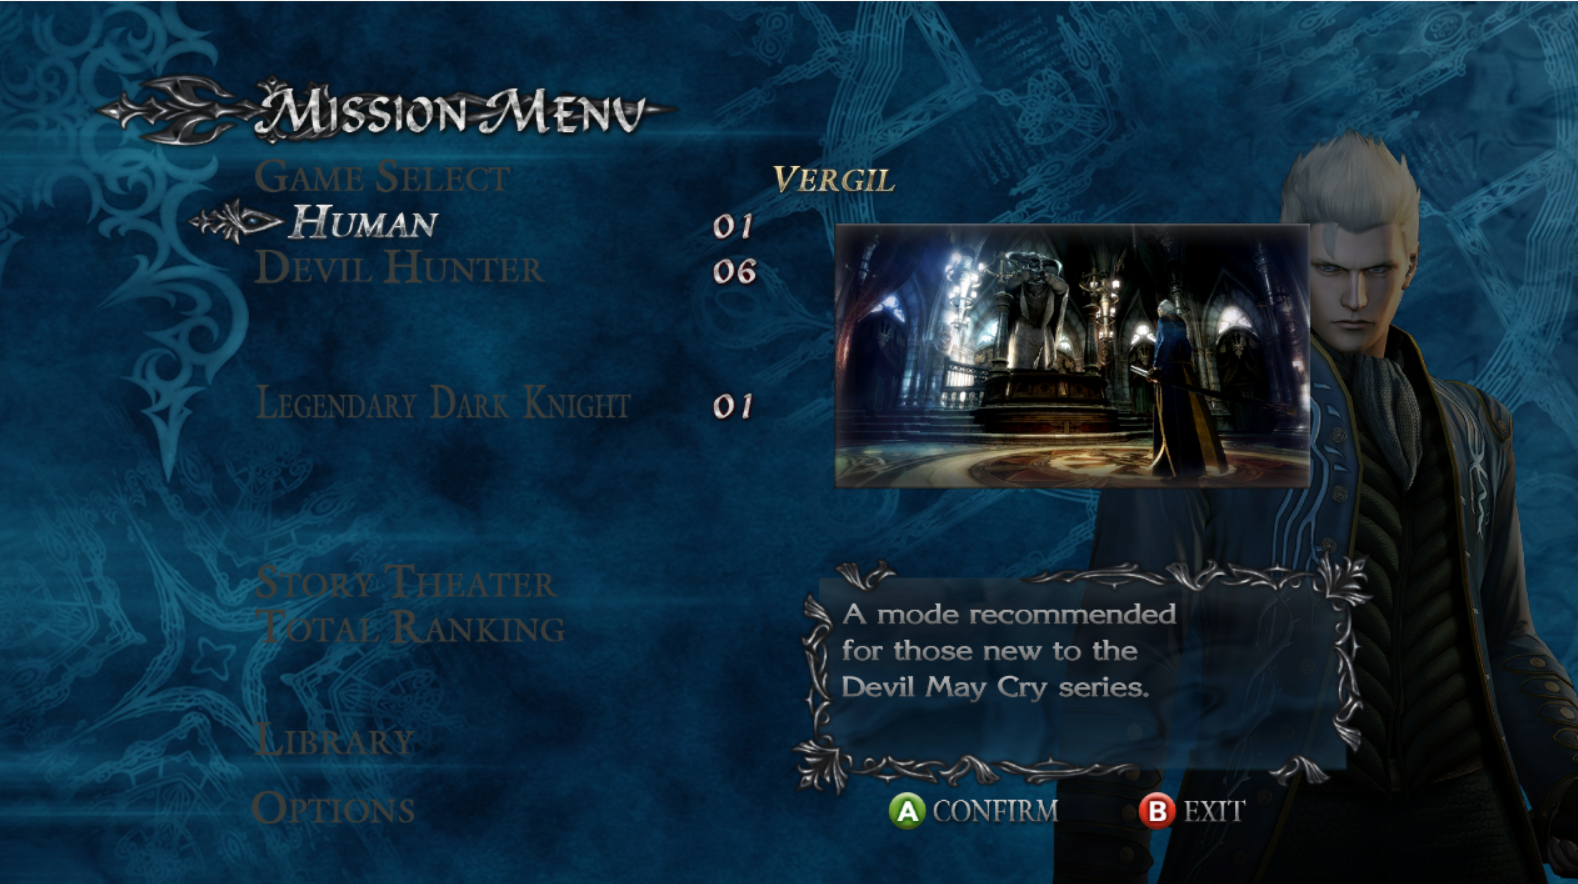 Mission Menu
Game Select
Vergil
Human 01
Devil Hunter 06
Legendary Dark Knight 01
Story Theater
Total Ranking
A mode recommended
for those new to the
Devil May Cry series.
Library
Options
A CONFIRM B EXIT